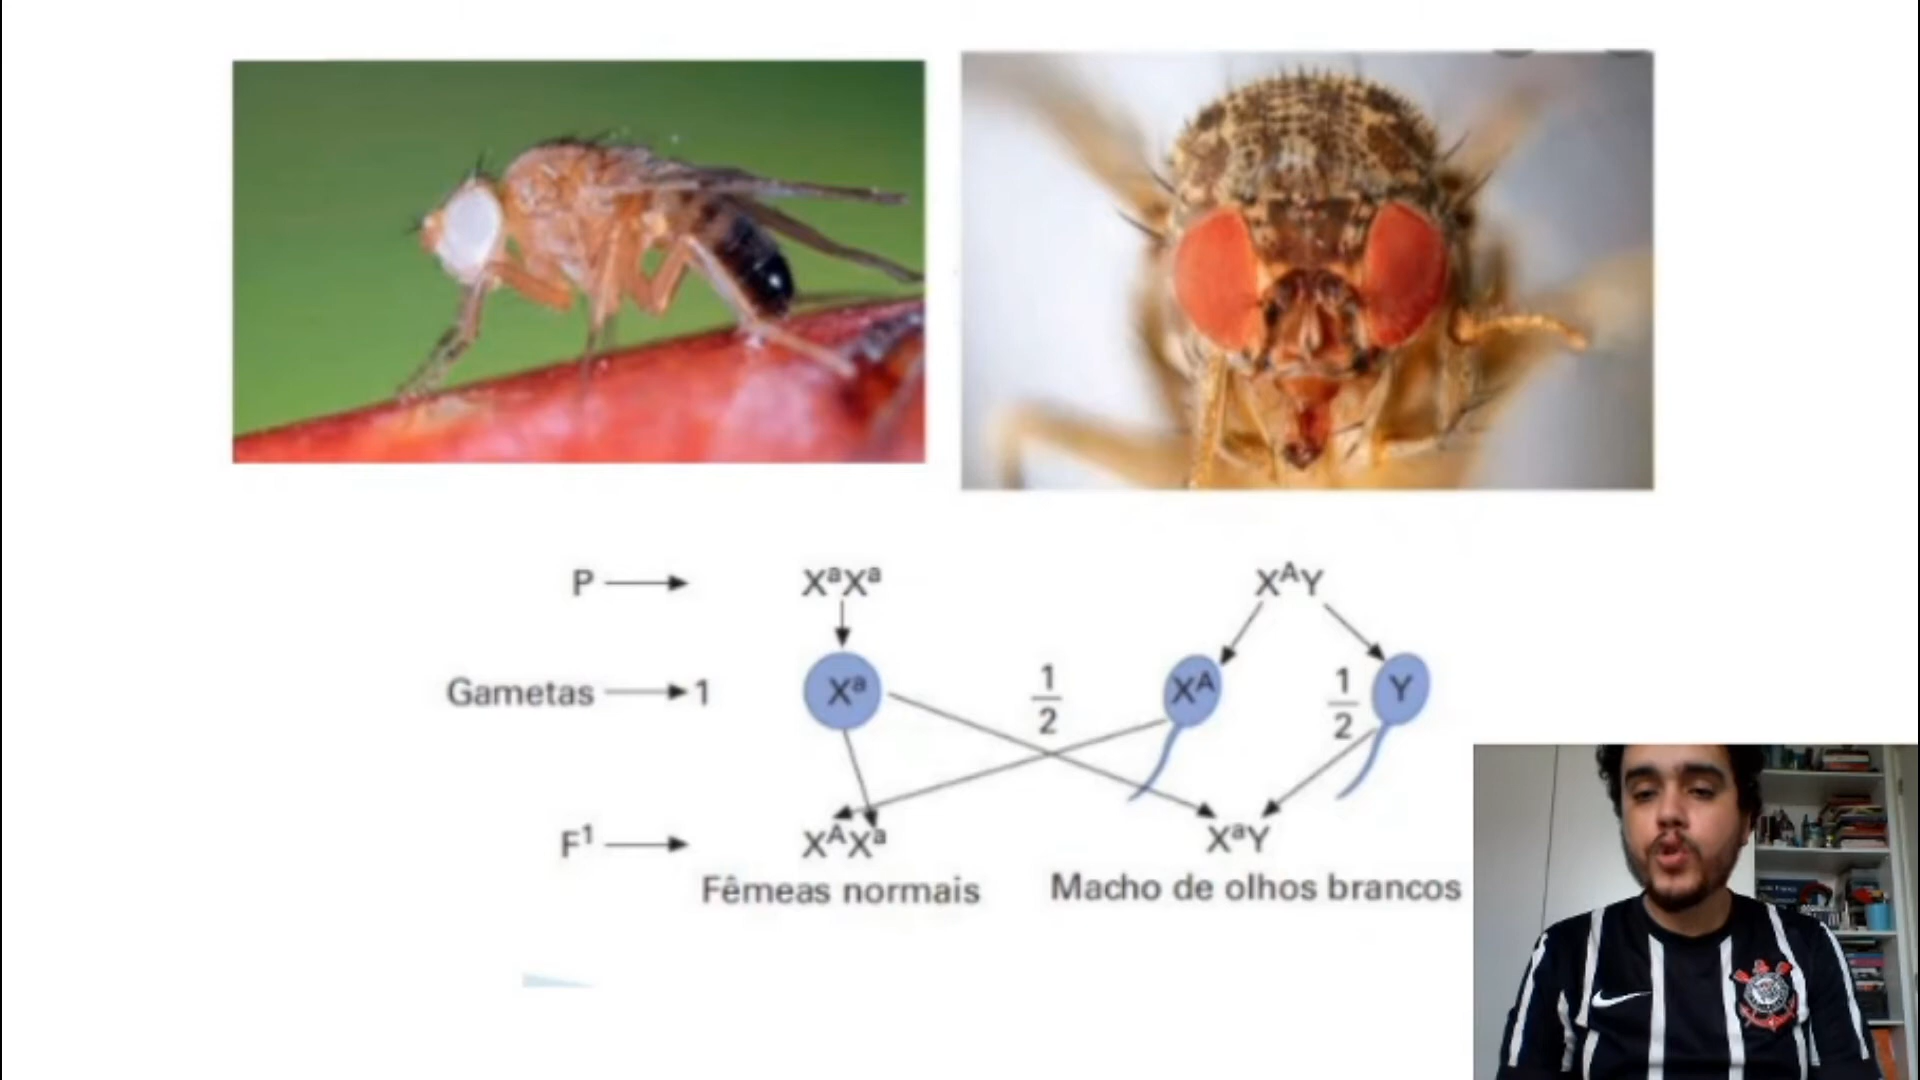 P XᵃXᵃ XᴬY
Gametas 1 Xᵃ 1/2 Xᴬ 1/2 Y
F¹ XᴬXᵃ XᵃY
Fêmeas normais Macho de olhos brancos